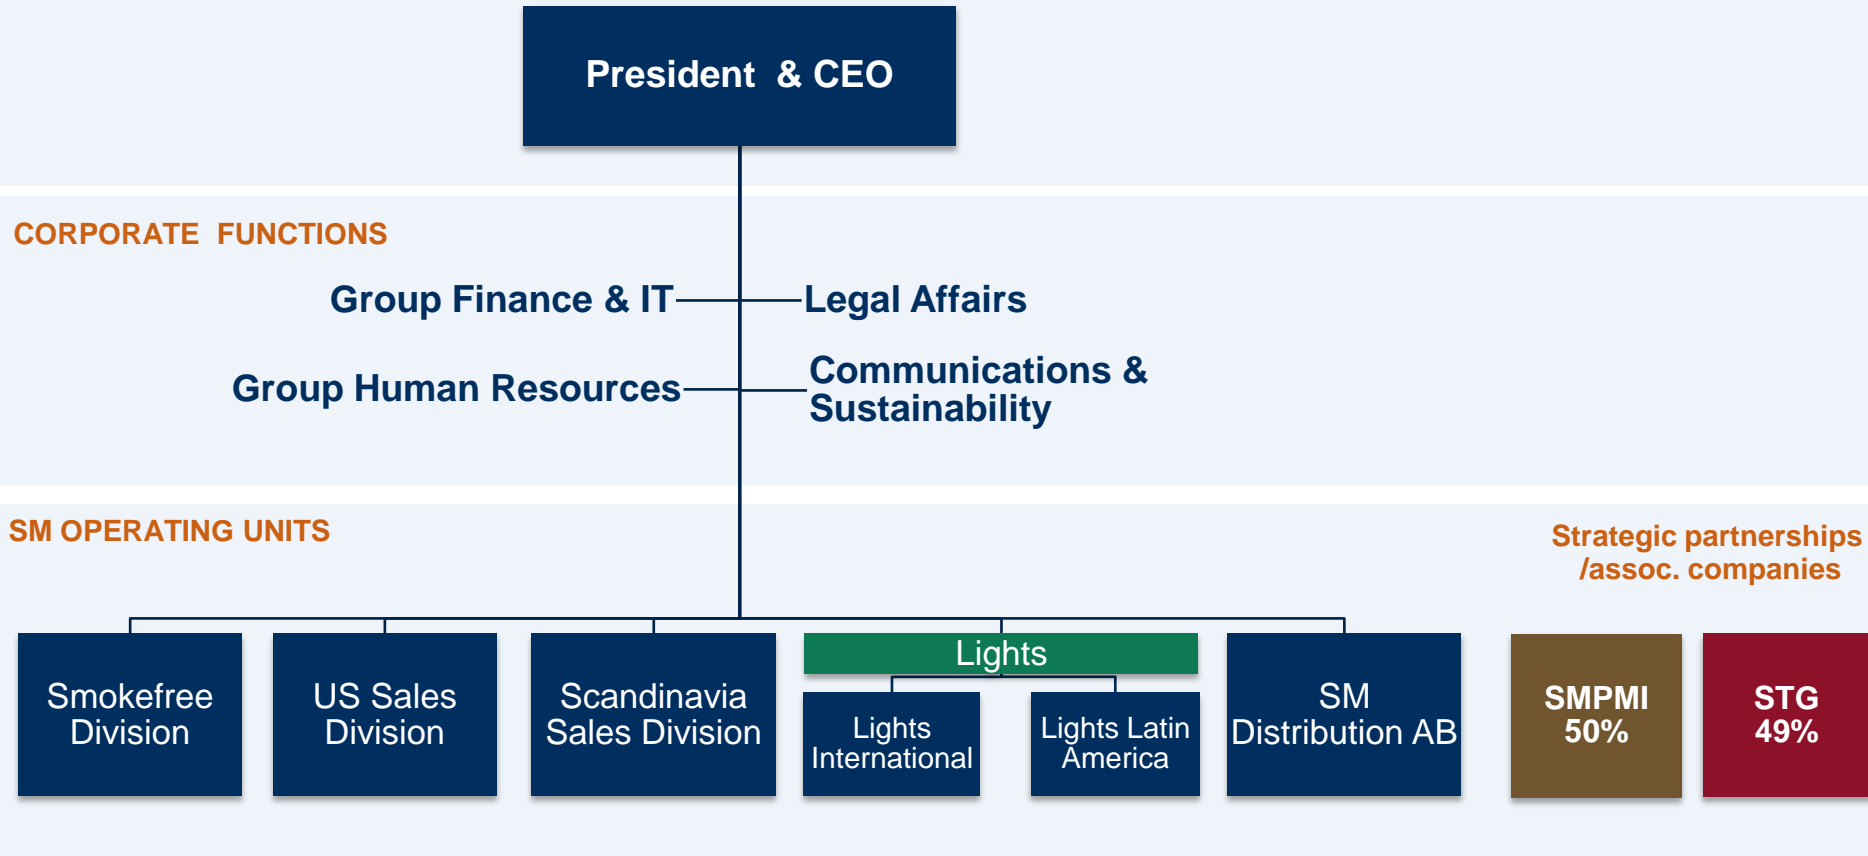 President & CEO
CORPORATE FUNCTIONS
Group Finance & IT
Legal Affairs
Group Human Resources
Communications &
Sustainability
SM OPERATING UNITS
Strategic partnerships
/assoc. companies
Smokefree
Division
US Sales
Division
Scandinavia
Sales Division
Lights
Lights
International
Lights Latin
America
SM
Distribution AB
SMPMI
50%
STG
49%